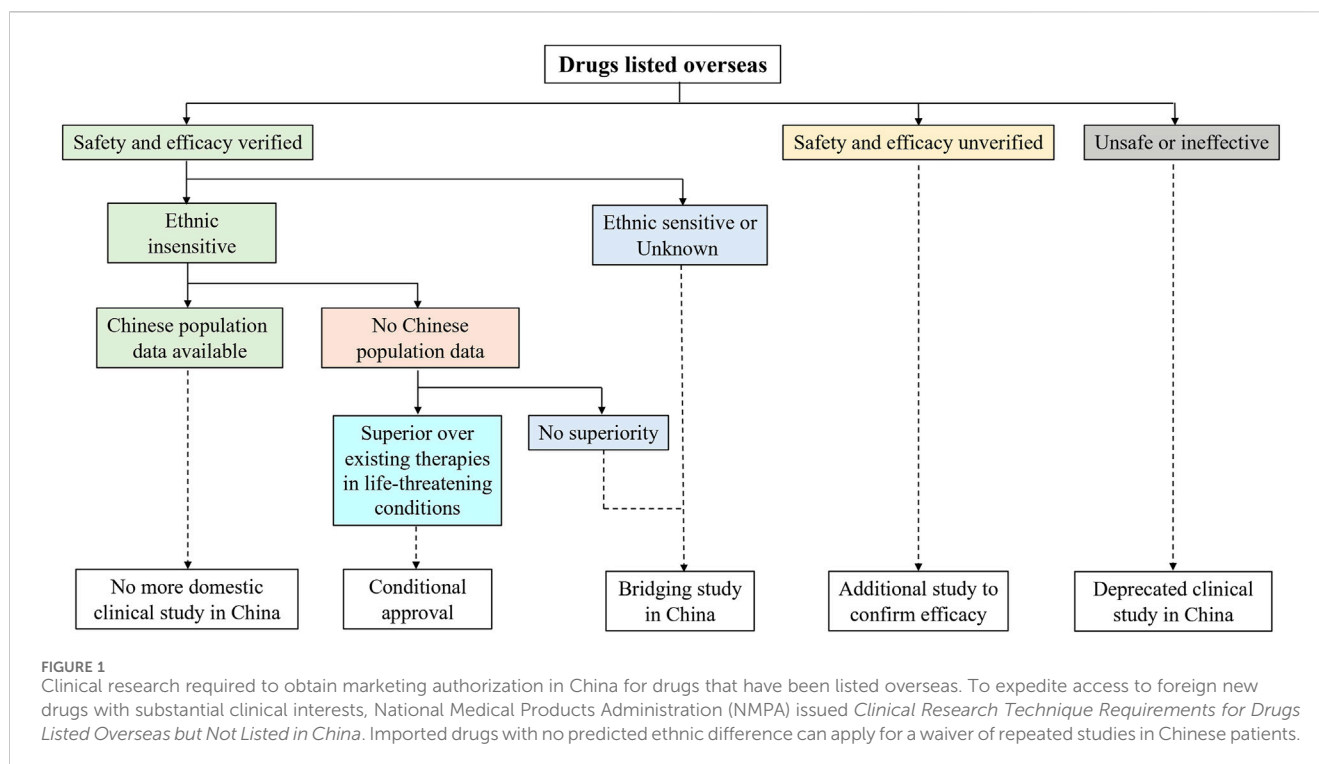 Drugs listed overseas
Safety and efficacy verified
Safety and efficacy unverified
Unsafe or ineffective
Ethnic
insensitive
Ethnic sensitive or
Unknown
Chinese population
data available
No Chinese
population data
Superior over
existing therapies
in life-threatening
conditions
No superiority
No more domestic
clinical study in China
Conditional
approval
Bridging study
in China
Additional study to
confirm efficacy
Deprecated clinical
study in China
FIGURE 1
Clinical research required to obtain marketing authorization in China for drugs that have been listed overseas. To expedite access to foreign new
drugs with substantial clinical interests, National Medical Products Administration (NMPA) issued Clinical Research Technique Requirements for Drugs
Listed Overseas but Not Listed in China. Imported drugs with no predicted ethnic difference can apply for a waiver of repeated studies in Chinese patients.